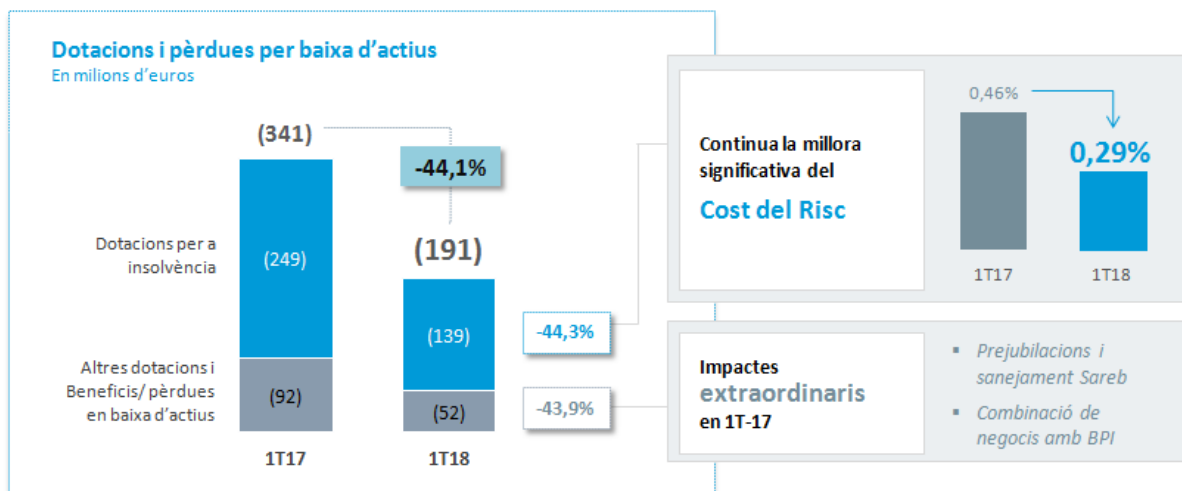 Dotacions i pèrdues per baixa d’actius
En milions d’euros
(341)
-44,1%
(191)
Dotacions per a
insolvència
(249)
(139)
-44,3%
Altres dotacions i
Beneficis/ pèrdues
en baixa d’actius
(92)
(52)
-43,9%
1T17
1T18
Continua la millora
significativa del
Cost del Risc
0,46%
0,29%
1T17
1T18
Impactes
extraordinaris
en 1T-17
▪ Prejubilacions i
sanejament Sareb
▪ Combinació de
negocis amb BPI